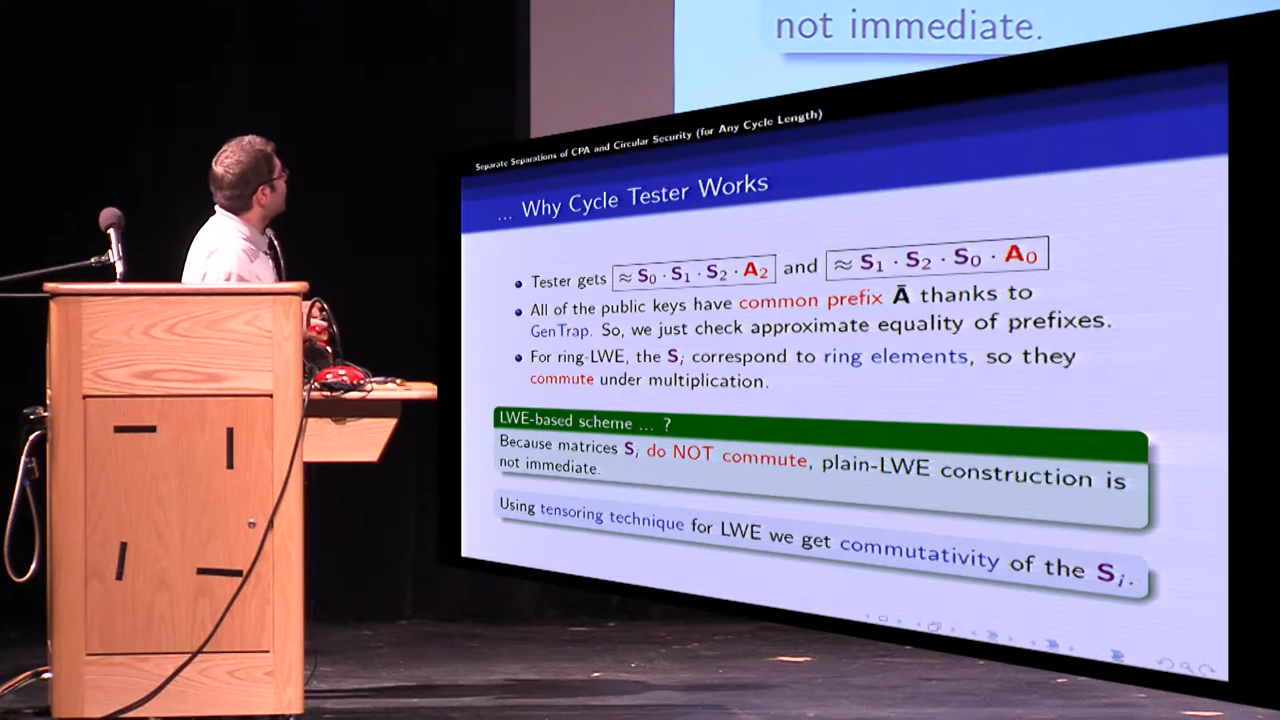 not immediate.
Separate Separations of CPA and Circular Security (for Any Cycle Length)
... Why Cycle Tester Works
• Tester gets ≈ S₀ · S₁ · S₂ · A₂ and ≈ S₁ · S₂ · S₀ · A₀
• All of the public keys have common prefix Ā thanks to
GenTrap. So, we just check approximate equality of prefixes.
• For ring-LWE, the Sᵢ correspond to ring elements, so they
commute under multiplication.
LWE-based scheme ... ?
Because matrices Sᵢ do NOT commute, plain-LWE construction is
not immediate.
Using tensoring technique for LWE we get commutativity of the Sᵢ.